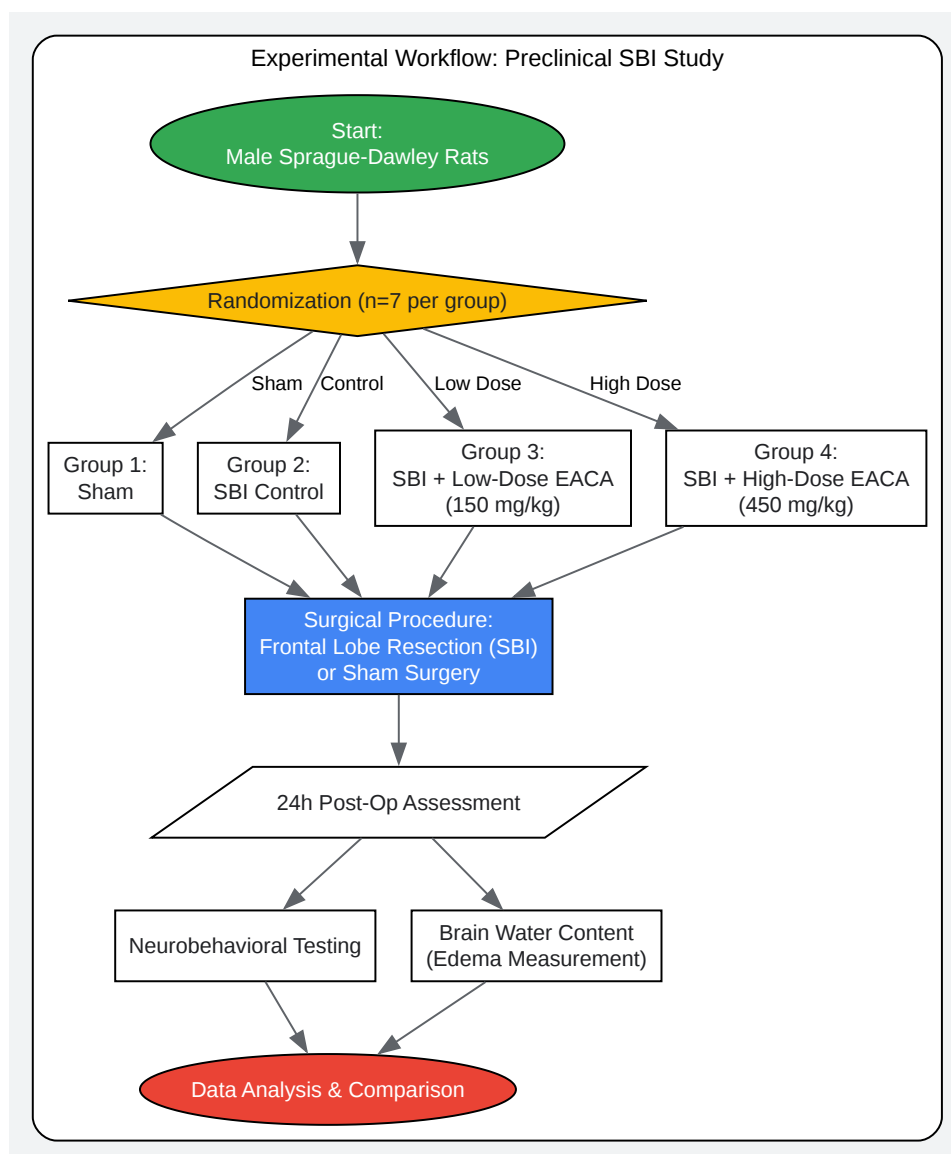 Experimental Workflow: Preclinical SBI Study
Start:
Male Sprague-Dawley Rats
Randomization (n=7 per group)
Sham
Control
Low Dose
High Dose
Group 1:
Sham
Group 2:
SBI Control
Group 3:
SBI + Low-Dose EACA
(150 mg/kg)
Group 4:
SBI + High-Dose EACA
(450 mg/kg)
Surgical Procedure:
Frontal Lobe Resection (SBI)
or Sham Surgery
24h Post-Op Assessment
Neurobehavioral Testing
Brain Water Content
(Edema Measurement)
Data Analysis & Comparison